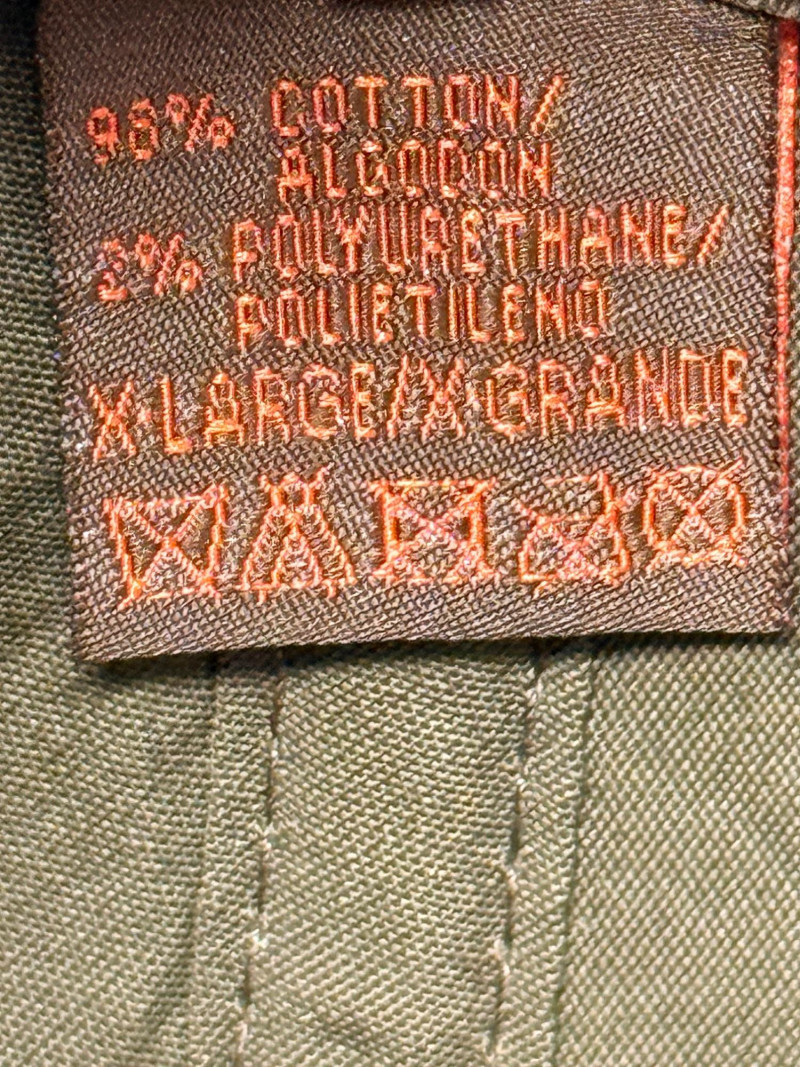 98% COTTON/
ALGODON
2% POLYURETHANE/
POLIETILENO
X-LARGE/X-GRANDE